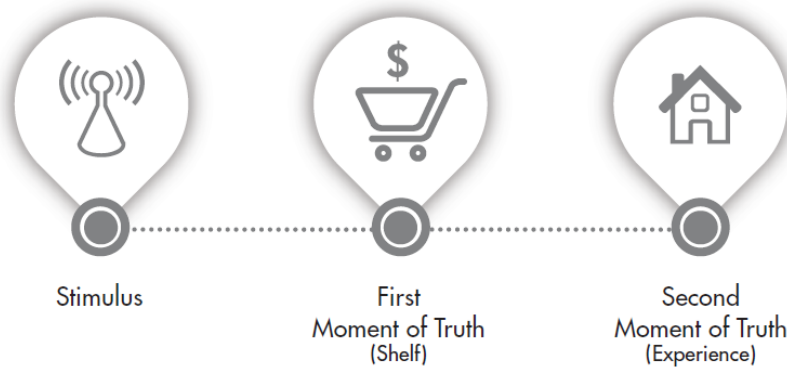 $
Stimulus
First
Moment of Truth
(Shelf)
Second
Moment of Truth
(Experience)